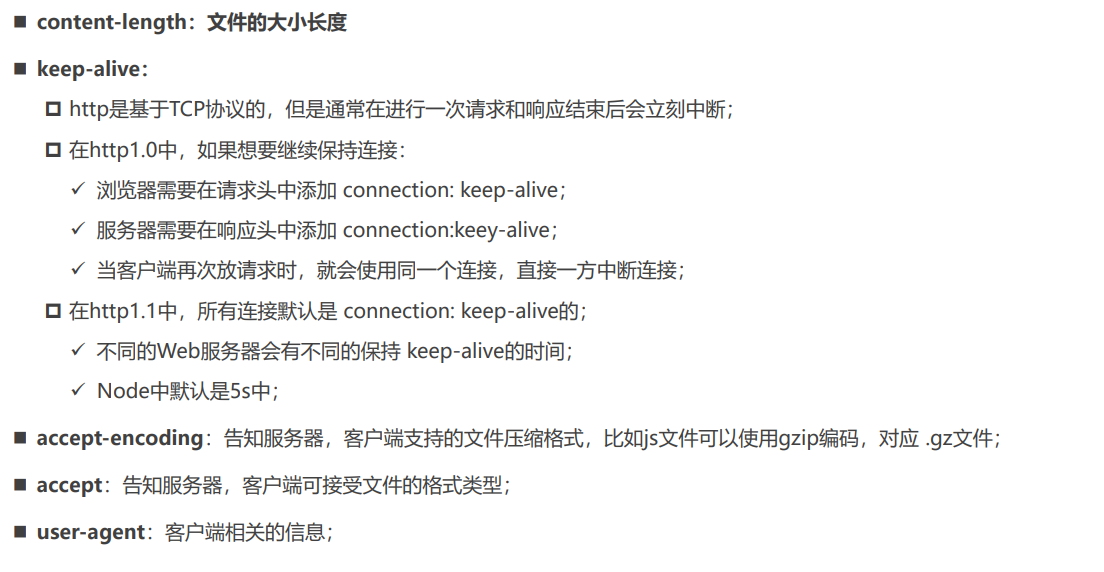 content-length：文件的大小长度
keep-alive：
http是基于TCP协议的，但是通常在进行一次请求和响应结束后会立刻中断；
在http1.0中，如果想要继续保持连接：
浏览器需要在请求头中添加 connection: keep-alive；
服务器需要在响应头中添加 connection:keey-alive；
当客户端再次放请求时，就会使用同一个连接，直接一方中断连接；
在http1.1中，所有连接默认是 connection: keep-alive的；
不同的Web服务器会有不同的保持 keep-alive的时间；
Node中默认是5s中；
accept-encoding：告知服务器，客户端支持的文件压缩格式，比如js文件可以使用gzip编码，对应 .gz文件；
accept：告知服务器，客户端可接受文件的格式类型；
user-agent：客户端相关的信息；